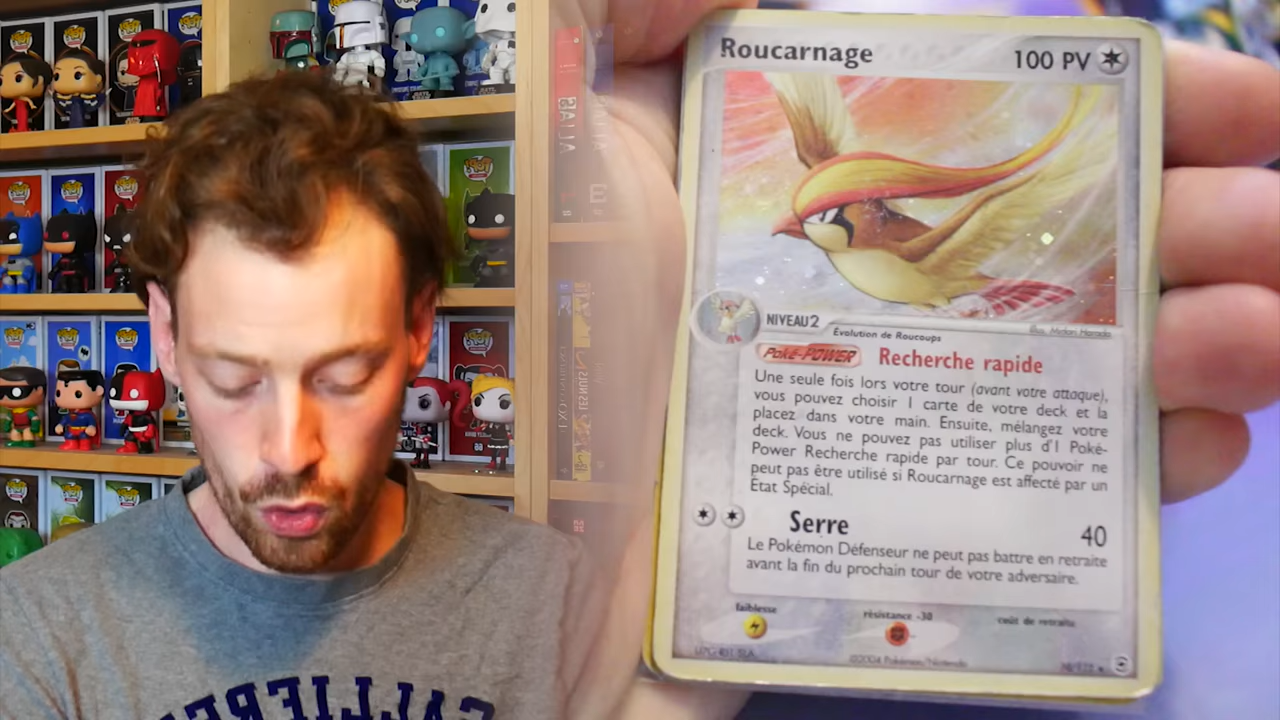 Roucarnage
100 PV
NIVEAU 2
Évolution de Roucoups
Illus. Midori Harada
Poké-POWER
Recherche rapide
Une seule fois lors votre tour (avant votre attaque),
vous pouvez choisir 1 carte de votre deck et la
placez dans votre main. Ensuite, mélangez votre
deck. Vous ne pouvez pas utiliser plus d'1 Poké-
Power Recherche rapide par tour. Ce pouvoir ne
peut pas être utilisé si Roucarnage est affecté par un
État Spécial.
Serre
40
Le Pokémon Défenseur ne peut pas battre en retraite
avant la fin du prochain tour de votre adversaire.
faiblesse
résistance -30
coût de retraite
©2004 Pokémon/Nintendo
POP!